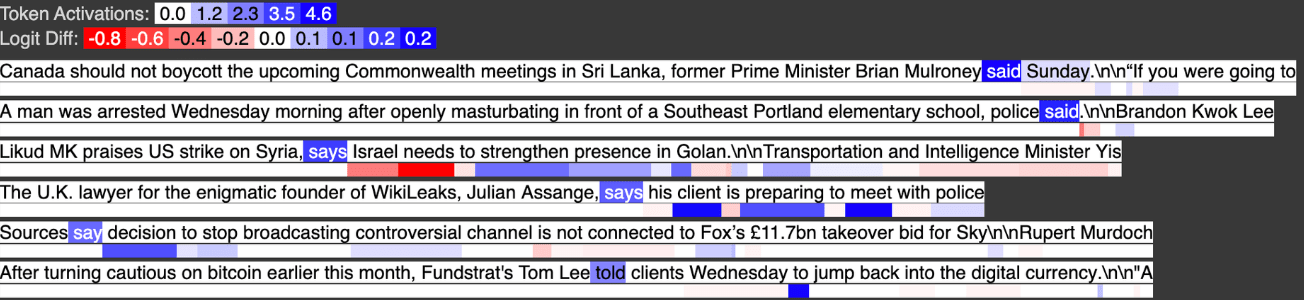 Token Activations: 0.0 1.2 2.3 3.5 4.6
Logit Diff: -0.8 -0.6 -0.4 -0.2 0.0 0.1 0.1 0.2 0.2
Canada should not boycott the upcoming Commonwealth meetings in Sri Lanka, former Prime Minister Brian Mulroney said Sunday.\n\n“If you were going to
A man was arrested Wednesday morning after openly masturbating in front of a Southeast Portland elementary school, police said.\n\nBrandon Kwok Lee
Likud MK praises US strike on Syria, says Israel needs to strengthen presence in Golan.\n\nTransportation and Intelligence Minister Yis
The U.K. lawyer for the enigmatic founder of WikiLeaks, Julian Assange, says his client is preparing to meet with police
Sources say decision to stop broadcasting controversial channel is not connected to Fox’s £11.7bn takeover bid for Sky\n\nRupert Murdoch
After turning cautious on bitcoin earlier this month, Fundstrat's Tom Lee told clients Wednesday to jump back into the digital currency.\n\n"A